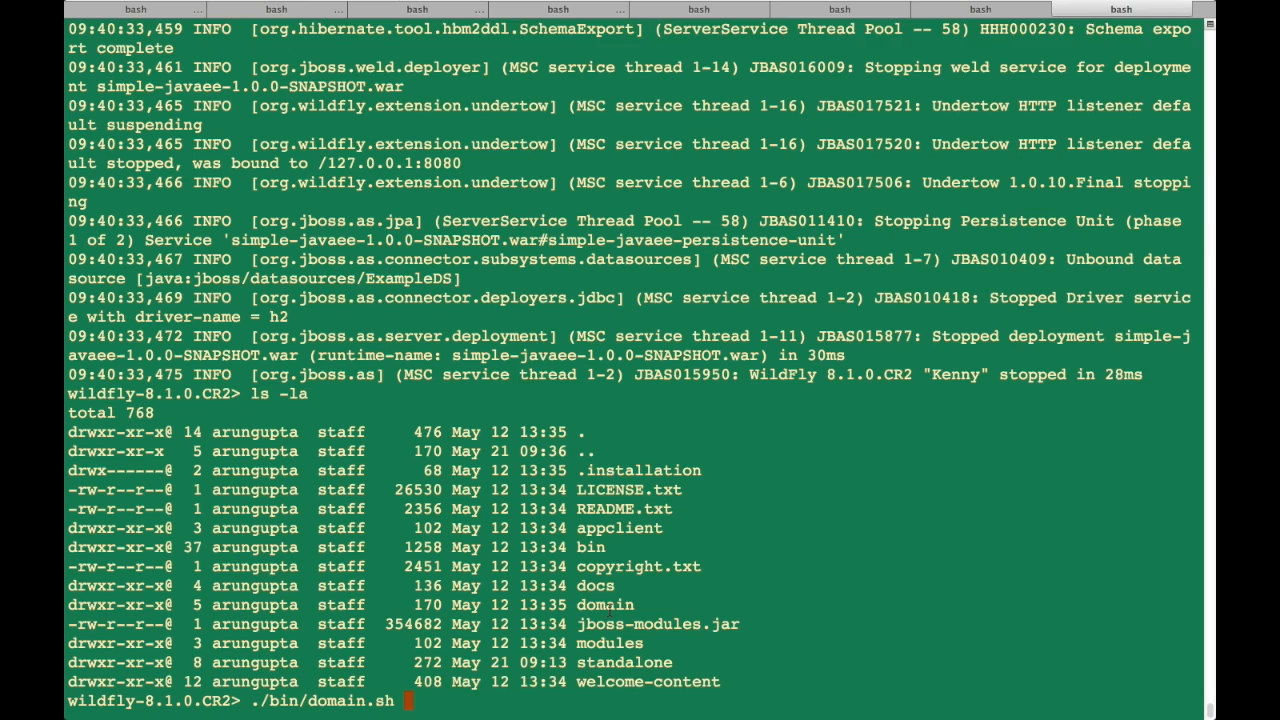 bash ... bash ... bash ... bash ... bash bash bash bash
09:40:33,459 INFO  [org.hibernate.tool.hbm2ddl.SchemaExport] (ServerService Thread Pool -- 58) HHH000230: Schema expo
rt complete
09:40:33,461 INFO  [org.jboss.weld.deployer] (MSC service thread 1-14) JBAS016009: Stopping weld service for deployme
nt simple-javaee-1.0.0-SNAPSHOT.war
09:40:33,465 INFO  [org.wildfly.extension.undertow] (MSC service thread 1-16) JBAS017521: Undertow HTTP listener defa
ult suspending
09:40:33,465 INFO  [org.wildfly.extension.undertow] (MSC service thread 1-16) JBAS017520: Undertow HTTP listener defa
ult stopped, was bound to /127.0.0.1:8080
09:40:33,466 INFO  [org.wildfly.extension.undertow] (MSC service thread 1-6) JBAS017506: Undertow 1.0.10.Final stoppi
ng
09:40:33,466 INFO  [org.jboss.as.jpa] (ServerService Thread Pool -- 58) JBAS011410: Stopping Persistence Unit (phase
1 of 2) Service 'simple-javaee-1.0.0-SNAPSHOT.war#simple-javaee-persistence-unit'
09:40:33,467 INFO  [org.jboss.as.connector.subsystems.datasources] (MSC service thread 1-7) JBAS010409: Unbound data
source [java:jboss/datasources/ExampleDS]
09:40:33,469 INFO  [org.jboss.as.connector.deployers.jdbc] (MSC service thread 1-2) JBAS010418: Stopped Driver servic
e with driver-name = h2
09:40:33,472 INFO  [org.jboss.as.server.deployment] (MSC service thread 1-11) JBAS015877: Stopped deployment simple-j
avaee-1.0.0-SNAPSHOT.war (runtime-name: simple-javaee-1.0.0-SNAPSHOT.war) in 30ms
09:40:33,475 INFO  [org.jboss.as] (MSC service thread 1-2) JBAS015950: WildFly 8.1.0.CR2 "Kenny" stopped in 28ms
wildfly-8.1.0.CR2> ls -la
total 768
drwxr-xr-x@ 14 arungupta  staff     476 May 12 13:35 .
drwxr-xr-x   5 arungupta  staff     170 May 21 09:36 ..
drwx------@  2 arungupta  staff      68 May 12 13:35 .installation
-rw-r--r--@  1 arungupta  staff   26530 May 12 13:34 LICENSE.txt
-rw-r--r--@  1 arungupta  staff    2356 May 12 13:34 README.txt
drwxr-xr-x@  3 arungupta  staff     102 May 12 13:34 appclient
drwxr-xr-x@ 37 arungupta  staff    1258 May 12 13:34 bin
-rw-r--r--@  1 arungupta  staff    2451 May 12 13:34 copyright.txt
drwxr-xr-x@  4 arungupta  staff     136 May 12 13:34 docs
drwxr-xr-x@  5 arungupta  staff     170 May 12 13:35 domain
-rw-r--r--@  1 arungupta  staff  354682 May 12 13:34 jboss-modules.jar
drwxr-xr-x@  3 arungupta  staff     102 May 12 13:34 modules
drwxr-xr-x@  8 arungupta  staff     272 May 21 09:13 standalone
drwxr-xr-x@ 12 arungupta  staff     408 May 12 13:34 welcome-content
wildfly-8.1.0.CR2> ./bin/domain.sh